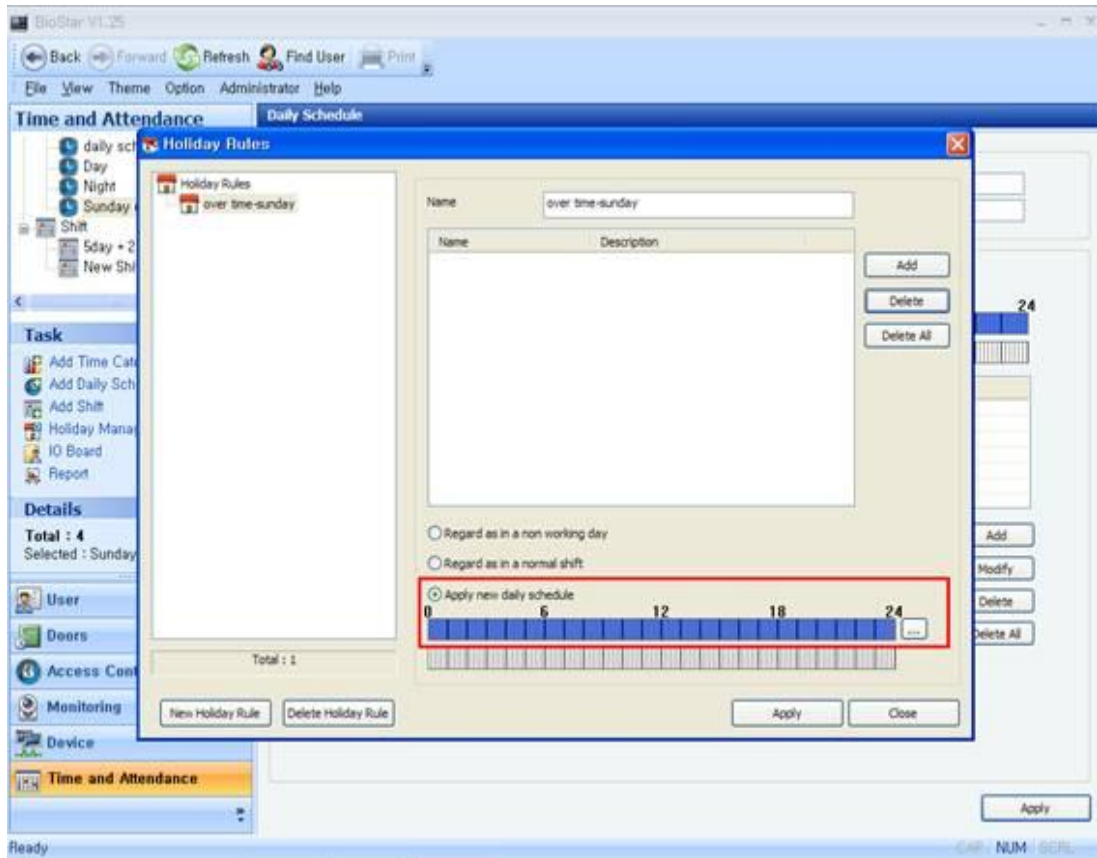 BioStar V1.25
Back Forward Refresh Find User Print
File View Theme Option Administrator Help
Time and Attendance
Daily Schedule
daily sch
Day
Night
Sunday
Shift
5day + 2
New Shi
Task
Add Time Cate
Add Daily Sch
Add Shift
Holiday Manag
IO Board
Report
Details
Total : 4
Selected : Sunday
User
Doors
Access Cont
Monitoring
Device
Time and Attendance
Holiday Rules
Holiday Rules
over time-sunday
Total : 1
New Holiday Rule Delete Holiday Rule
Name over time-sunday
Name Description
Add
Delete
Delete All
Regard as in a non working day
Regard as in a normal shift
Apply new daily schedule
0 6 12 18 24
...
Apply Close
24
Add
Modify
Delete
Delete All
Apply
Ready
CAP NUM SCRL